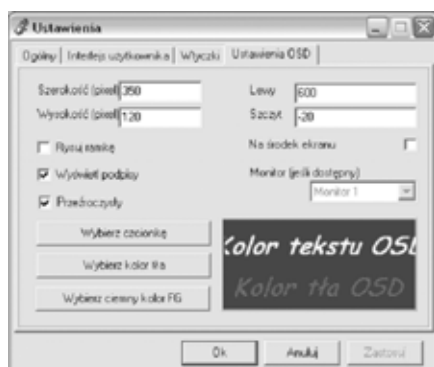 Ustawienia
Ogólny Interfejs użytkownika Wtyczki Ustawienia OSD
Szerokość (pixel) 350
Wysokość (pixel) 120
Lewy 600
Szczyt -20
Rysuj ramkę
Na środek ekranu
Wyświetl podpisy
Monitor (jeśli dostępny)
Monitor 1
Przeźroczysty
Wybierz czcionkę
Wybierz kolor tła
Wybierz ciemny kolor FG
Kolor tekstu OSD
Kolor tła OSD
Ok Anuluj Zastosuj